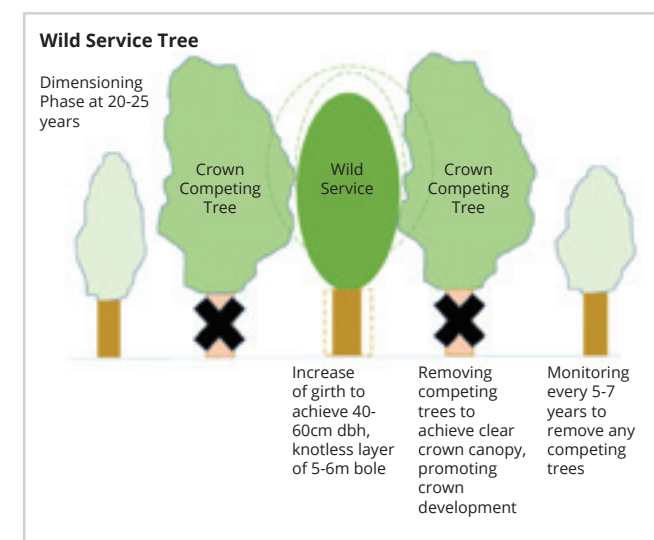 Wild Service Tree
Dimensioning
Phase at 20-25
years
Crown
Competing
Tree
Wild
Service
Crown
Competing
Tree
Increase
of girth to
achieve 40-
60cm dbh,
knotless layer
of 5-6m bole
Removing
competing
trees to
achieve clear
crown canopy,
promoting
crown
development
Monitoring
every 5-7
years to
remove any
competing
trees